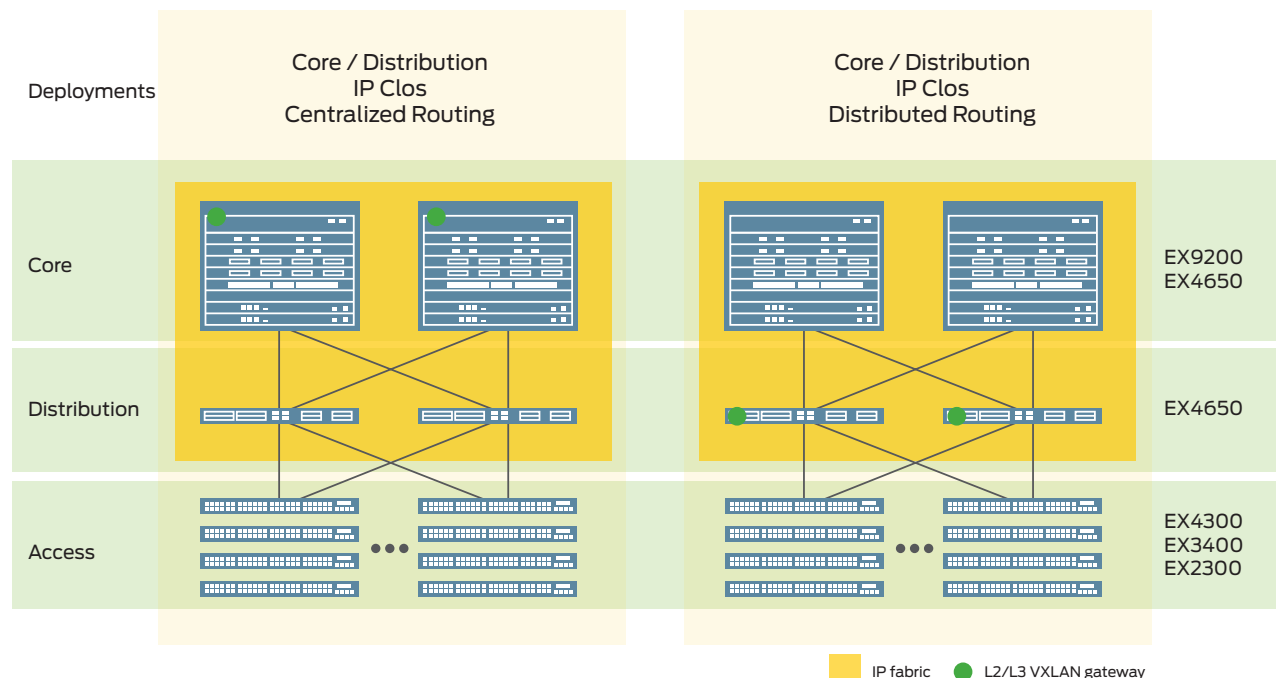 Deployments
Core / Distribution
IP Clos
Centralized Routing
Core / Distribution
IP Clos
Distributed Routing
Core
EX9200
EX4650
Distribution
EX4650
Access
EX4300
EX3400
EX2300
IP fabric
L2/L3 VXLAN gateway